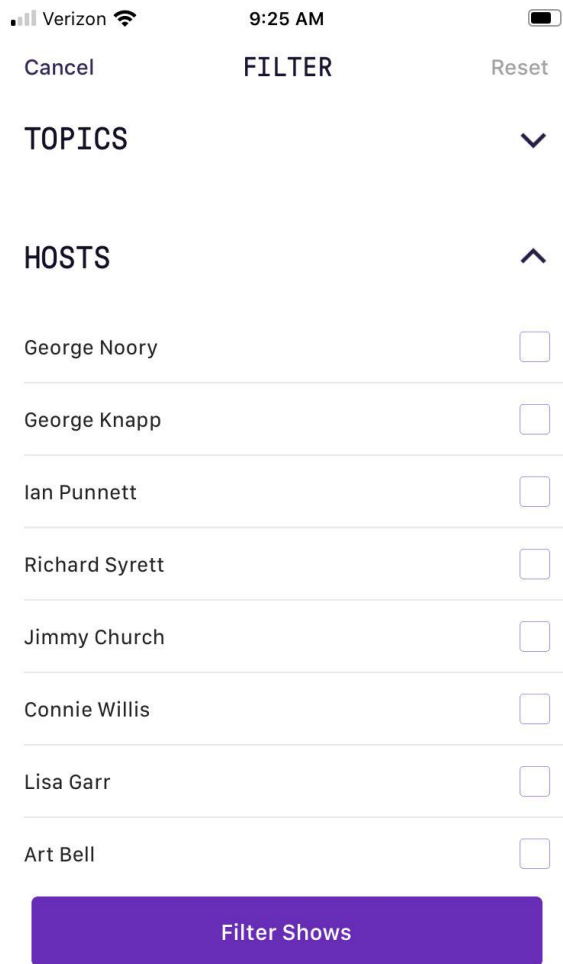 Verizon 9:25 AM
Cancel FILTER Reset
TOPICS
HOSTS
George Noory
George Knapp
Ian Punnett
Richard Syrett
Jimmy Church
Connie Willis
Lisa Garr
Art Bell
Filter Shows